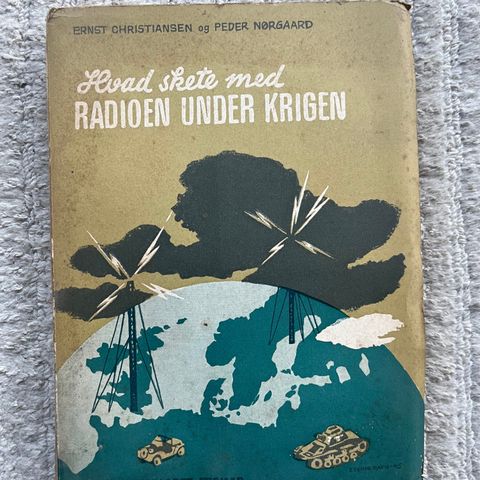 ERNST CHRISTIANSEN og PEDER NØRGAARD
Hvad skete med
RADIOEN UNDER KRIGEN